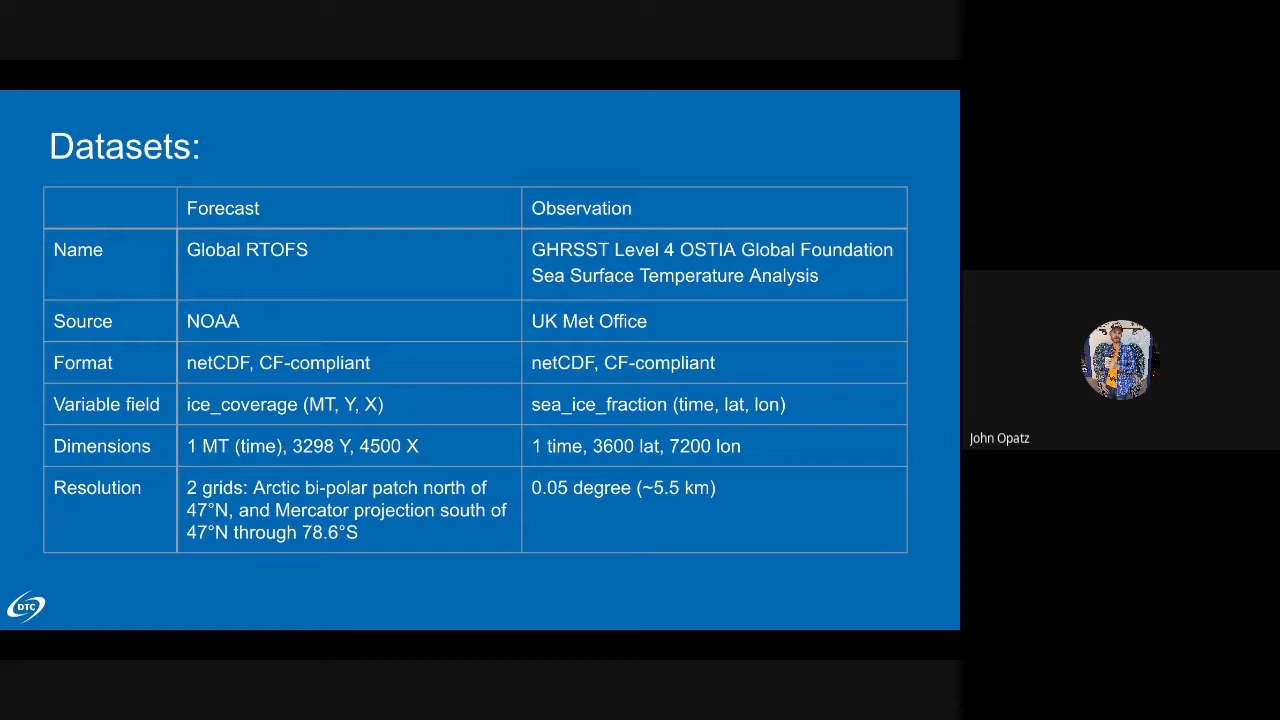 Datasets:
Forecast
Observation
Name
Global RTOFS
GHRSST Level 4 OSTIA Global Foundation
Sea Surface Temperature Analysis
Source
NOAA
UK Met Office
Format
netCDF, CF-compliant
netCDF, CF-compliant
Variable field
ice_coverage (MT, Y, X)
sea_ice_fraction (time, lat, lon)
Dimensions
1 MT (time), 3298 Y, 4500 X
1 time, 3600 lat, 7200 lon
Resolution
2 grids: Arctic bi-polar patch north of
47°N, and Mercator projection south of
47°N through 78.6°S
0.05 degree (~5.5 km)
DTC
John Opatz